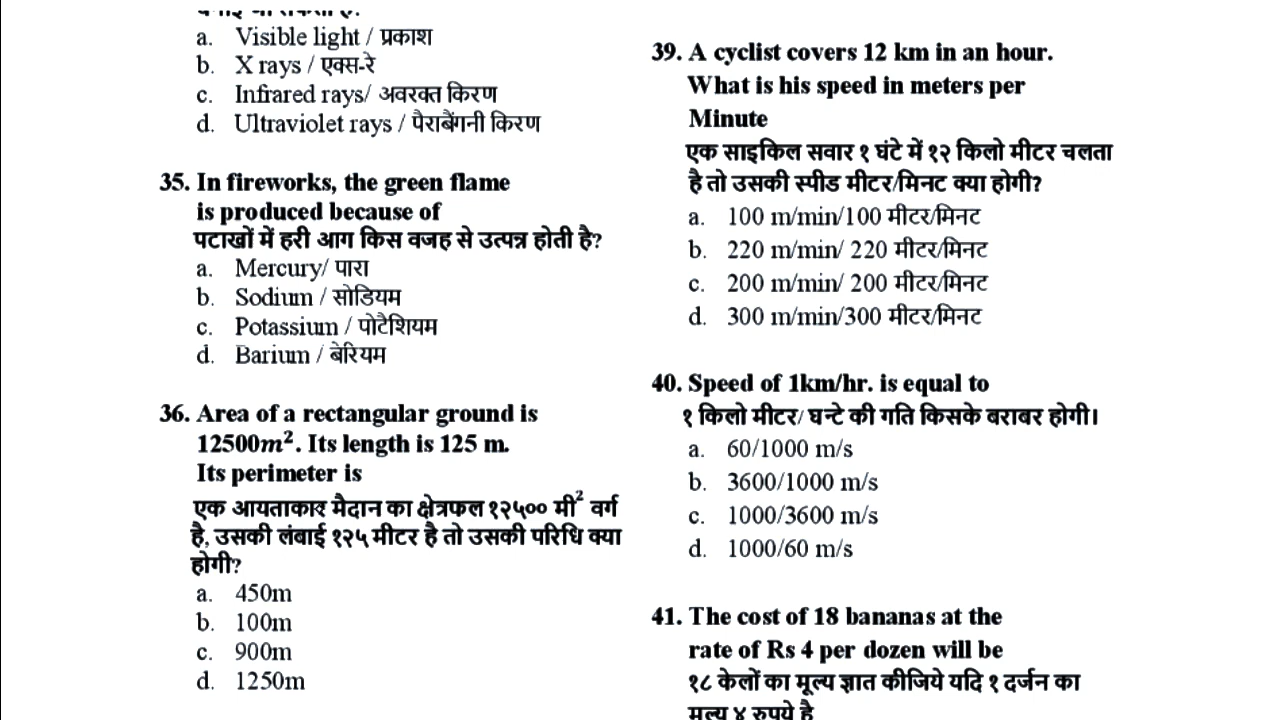 a. Visible light / प्रकाश
b. X rays / एक्स-रे
c. Infrared rays/ अवरक्त किरण
d. Ultraviolet rays / पैराबैंगनी किरण
35. In fireworks, the green flame
is produced because of
पटाखों में हरी आग किस वजह से उत्पन्न होती है?
a. Mercury/ पारा
b. Sodium / सोडियम
c. Potassium / पोटैशियम
d. Barium / बेरियम
36. Area of a rectangular ground is
12500m². Its length is 125 m.
Its perimeter is
एक आयताकार मैदान का क्षेत्रफल १२५०० मी² वर्ग
है, उसकी लंबाई १२५ मीटर है तो उसकी परिधि क्या
होगी?
a. 450m
b. 100m
c. 900m
d. 1250m
39. A cyclist covers 12 km in an hour.
What is his speed in meters per
Minute
एक साइकिल सवार १ घंटे में १२ किलो मीटर चलता
है तो उसकी स्पीड मीटर/मिनट क्या होगी?
a. 100 m/min/100 मीटर/मिनट
b. 220 m/min/ 220 मीटर/मिनट
c. 200 m/min/ 200 मीटर/मिनट
d. 300 m/min/300 मीटर/मिनट
40. Speed of 1km/hr. is equal to
१ किलो मीटर/ घन्टे की गति किसके बराबर होगी।
a. 60/1000 m/s
b. 3600/1000 m/s
c. 1000/3600 m/s
d. 1000/60 m/s
41. The cost of 18 bananas at the
rate of Rs 4 per dozen will be
१८ केलों का मूल्य ज्ञात कीजिये यदि १ दर्जन का
मूल्य ४ रुपये है